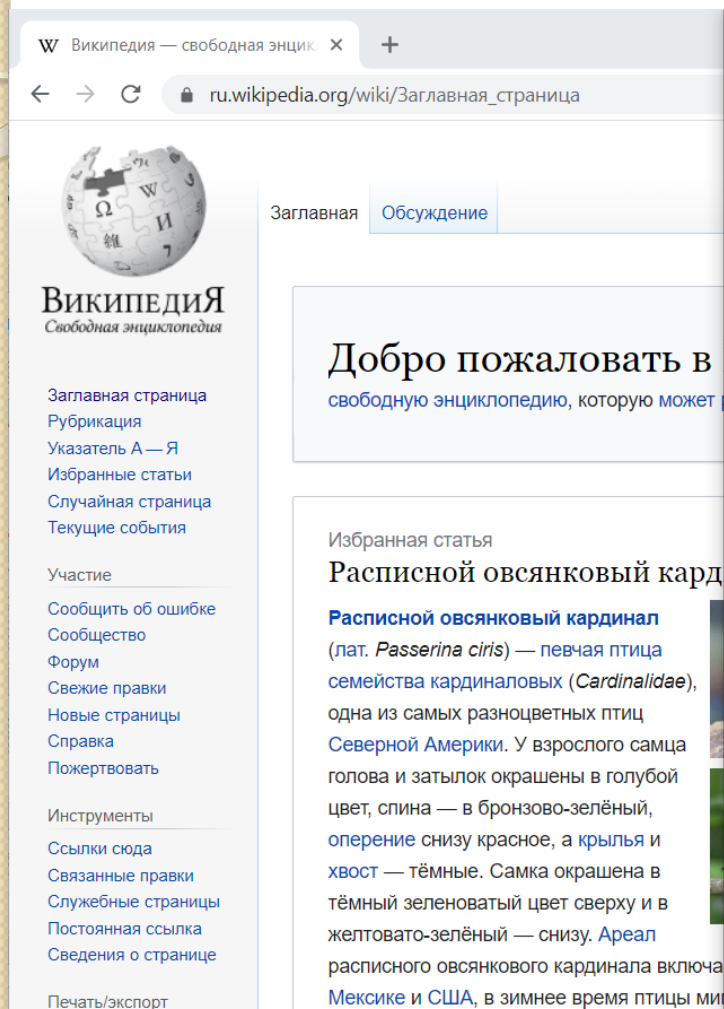 W Википедия — свободная энцик
ru.wikipedia.org/wiki/Заглавная_страница
Ω W И 維 7
ВикипедиЯ
Свободная энциклопедия
Заглавная страница
Рубрикация
Указатель А — Я
Избранные статьи
Случайная страница
Текущие события
Участие
Сообщить об ошибке
Сообщество
Форум
Свежие правки
Новые страницы
Справка
Пожертвовать
Инструменты
Ссылки сюда
Связанные правки
Служебные страницы
Постоянная ссылка
Сведения о странице
Печать/экспорт
Заглавная Обсуждение
Добро пожаловать в
свободную энциклопедию, которую может
Избранная статья
Расписной овсянковый кард
Расписной овсянковый кардинал
(лат. Passerina ciris) — певчая птица
семейства кардиналовых (Cardinalidae),
одна из самых разноцветных птиц
Северной Америки. У взрослого самца
голова и затылок окрашены в голубой
цвет, спина — в бронзово-зелёный,
оперение снизу красное, а крылья и
хвост — тёмные. Самка окрашена в
тёмный зеленоватый цвет сверху и в
желтовато-зелёный — снизу. Ареал
расписного овсянкового кардинала включа
Мексике и США, в зимнее время птицы ми